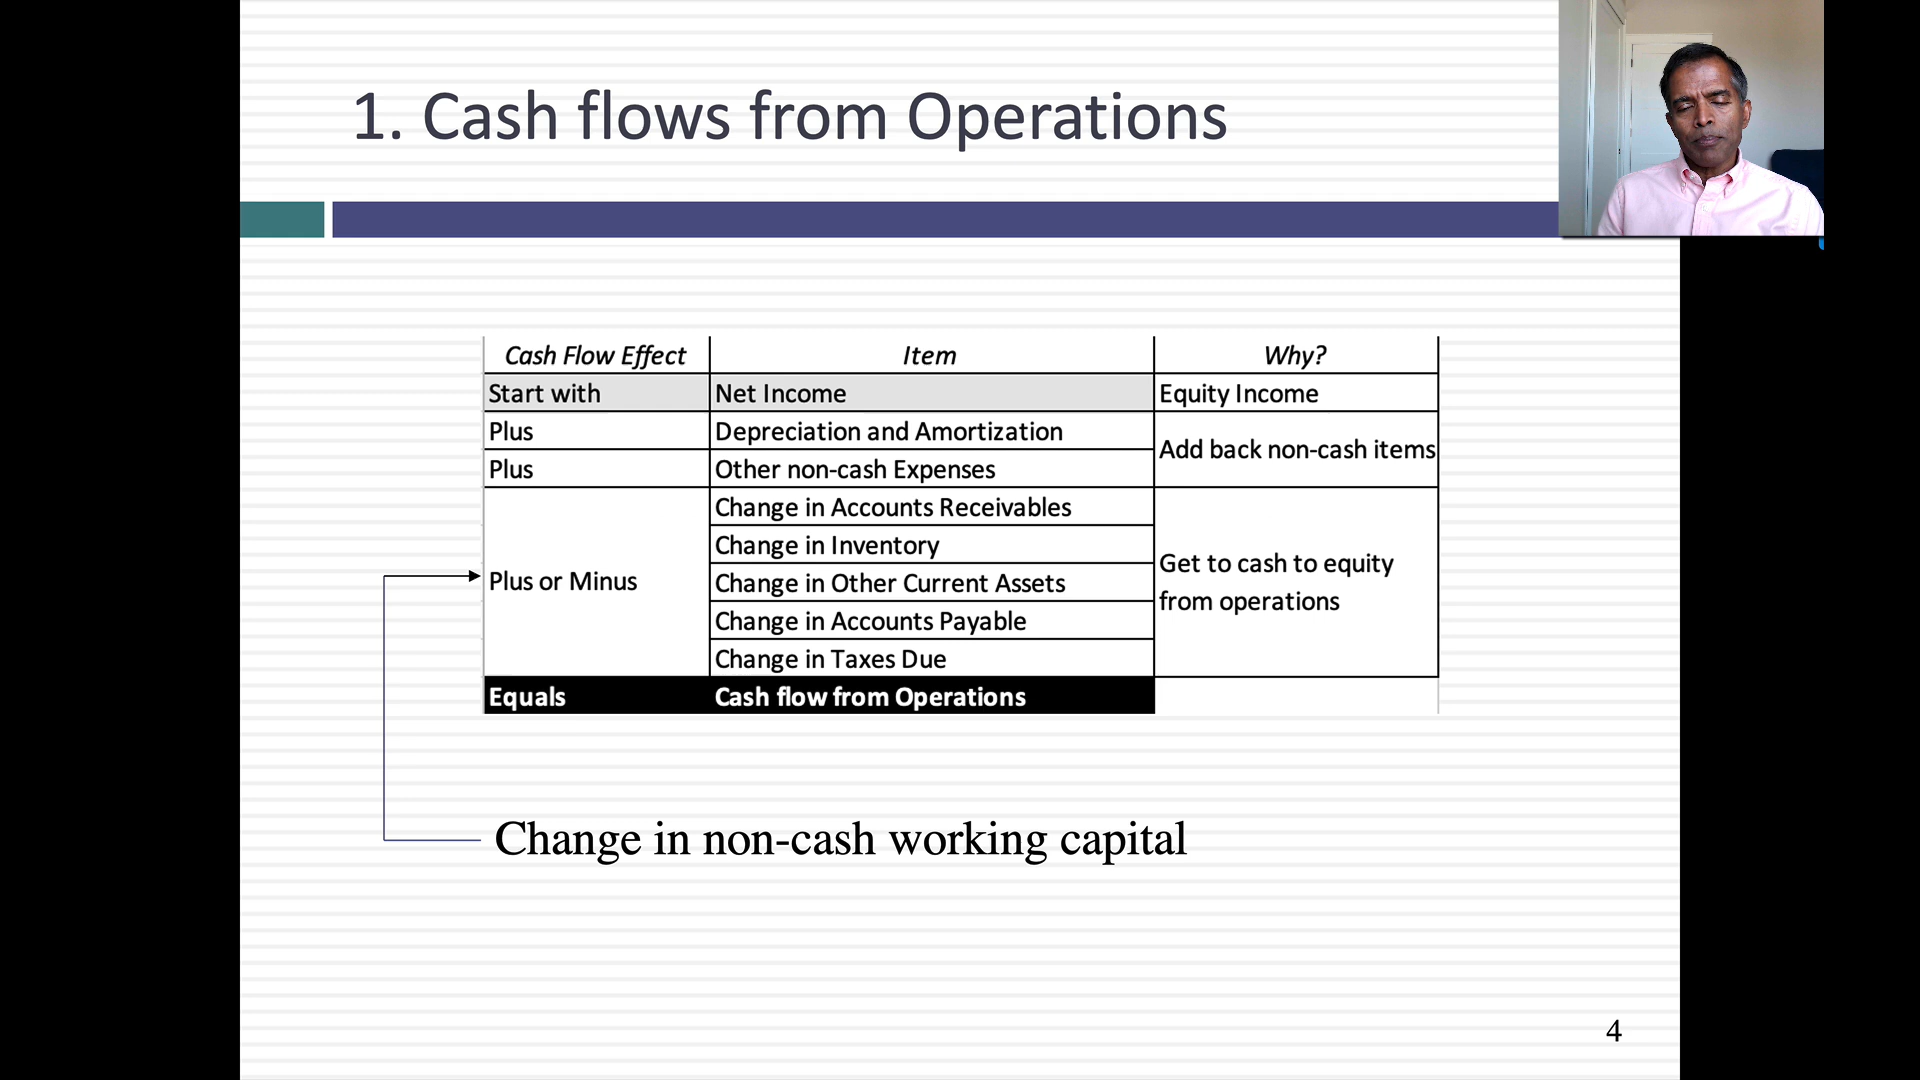 1. Cash flows from Operations
Cash Flow Effect Item Why?
Start with Net Income Equity Income
Plus Depreciation and Amortization
Add back non-cash items
Plus Other non-cash Expenses
Change in Accounts Receivables
Change in Inventory
Plus or Minus
Change in Other Current Assets
Change in Accounts Payable
Change in Taxes Due
Get to cash to equity
from operations
Equals Cash flow from Operations
Change in non-cash working capital
4